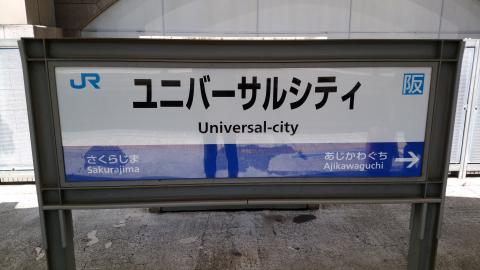 JR
ユニバーサルシティ
阪
Universal-city
さくらじま
Sakurajima
あじかわぐち
Ajikawaguchi